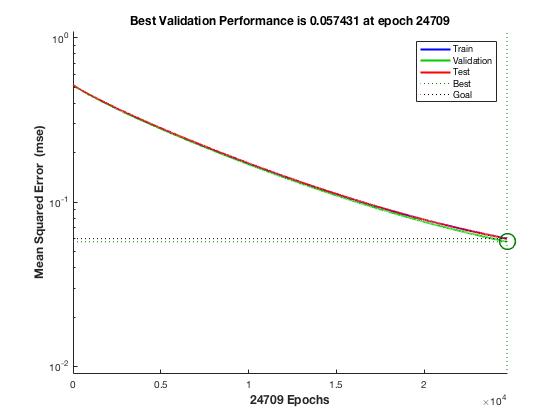 Best Validation Performance is 0.057431 at epoch 24709
10^0
Train
Validation
Test
Best
Goal
Mean Squared Error (mse)
10^-1
10^-2
0 0.5 1 1.5 2
×10^4
24709 Epochs